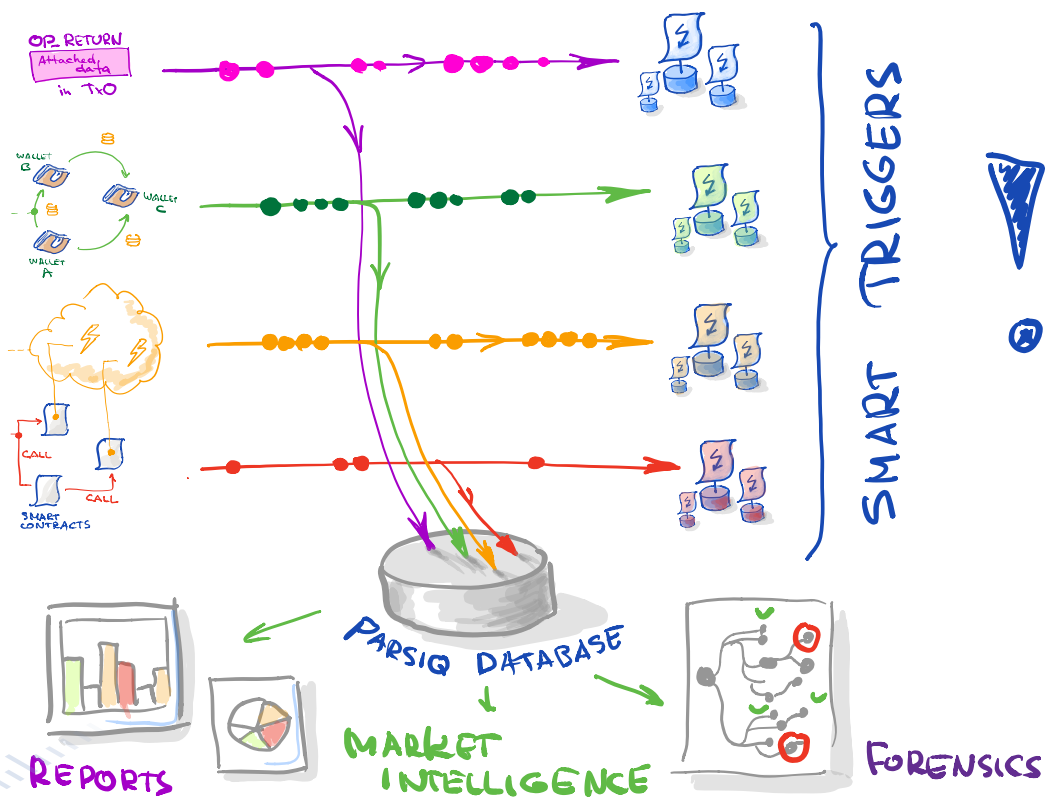 OP_RETURN
Attached
data
in TxO
WALLET
B
WALLET
C
WALLET
A
CALL
CALL
SMART
CONTRACTS
SMART TRIGGERS
PARSIQ DATABASE
REPORTS
MARKET
INTELLIGENCE
FORENSICS